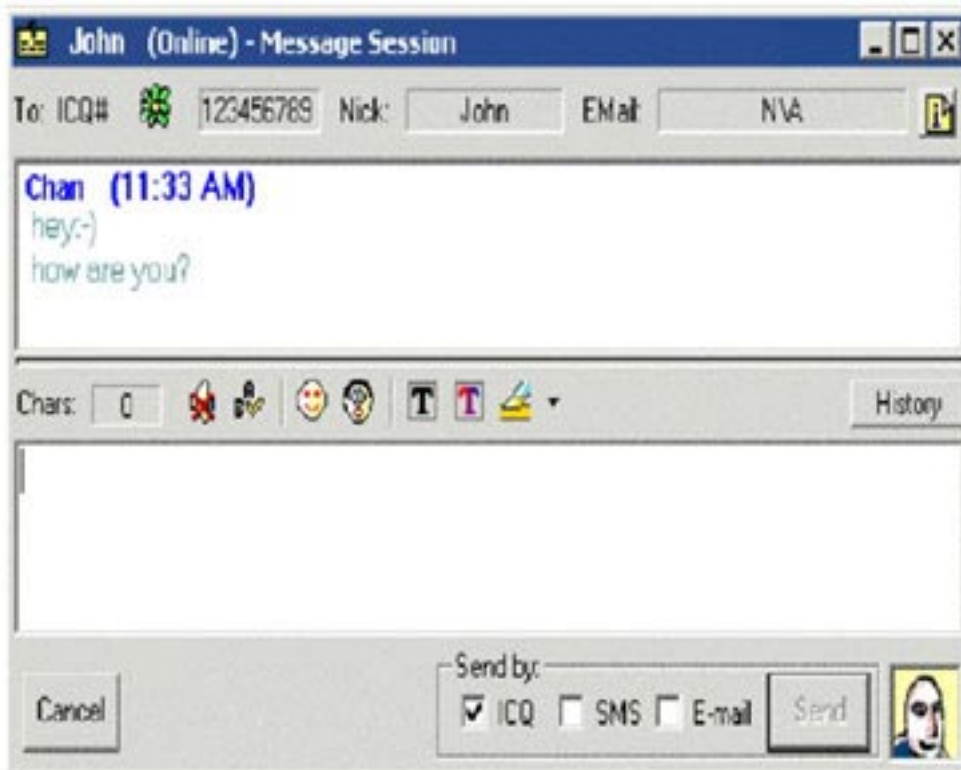 John (Online) - Message Session
To: ICQ# 123456789 Nick: John EMail: N\A
Chan (11:33 AM)
hey:-)
how are you?
Chars: 0 T T History
Send by:
Cancel ICQ SMS E-mail Send